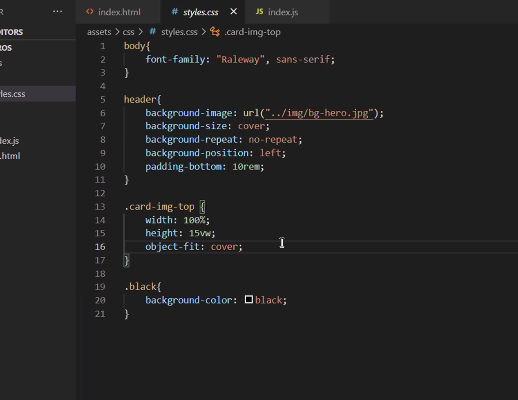 R ··· <> index.html # styles.css × JS index.js
DITORS
assets > css > # styles.css > .card-img-top
ROS
s
les.css
ex.js
.html
1 body{
2 font-family: "Raleway", sans-serif;
3 }
4
5 header{
6 background-image: url("../img/bg-hero.jpg");
7 background-size: cover;
8 background-repeat: no-repeat;
9 background-position: left;
10 padding-bottom: 10rem;
11 }
12
13 .card-img-top {
14 width: 100%;
15 height: 15vw;
16 object-fit: cover;
17 }
18
19 .black{
20 background-color: black;
21 }